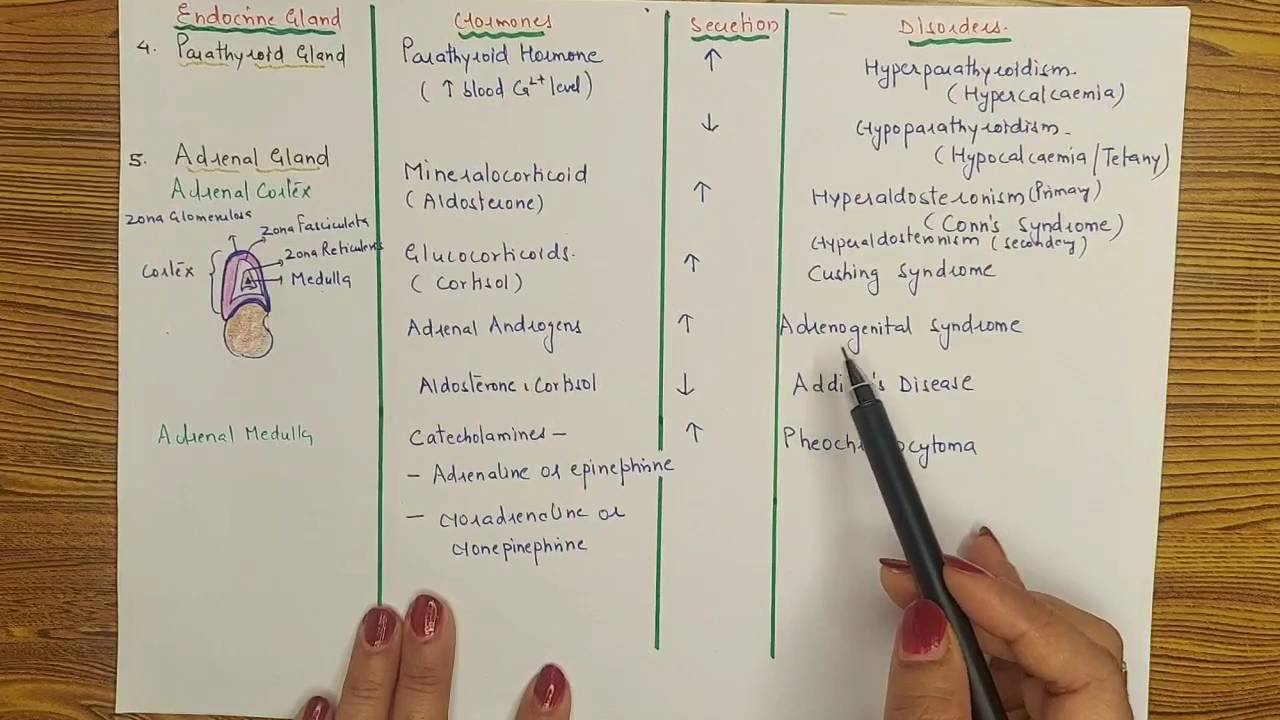 Endocrine Gland Hormones Secretion Disorders.
4. Parathyroid Gland Parathyroid Hormone ↑ Hyperparathyroidism.
( ↑ blood Ca2+ level) (Hypercalcaemia)
↓ Hypoparathyroidism.
(Hypocalcaemia/Tetany)
5. Adrenal Gland
Adrenal Cortex Mineralocorticoid
(Aldosterone) ↑ Hyperaldosteronism (Primary)
(Conn's Syndrome)
Hyperaldosteronism (secondary)
Zona Glomerulosa
Zona Fasciculata
Zona Reticularis
Cortex
Medulla
Glucocorticoids. ↑ Cushing Syndrome
( Cortisol )
Adrenal Androgens ↑ Adrenogenital Syndrome
Aldosterone, Cortisol ↓ Disease
Adrenal Medulla Catecholamines – ↑
– Adrenaline or epinephrine
– Noradrenaline or
Norepinephrine